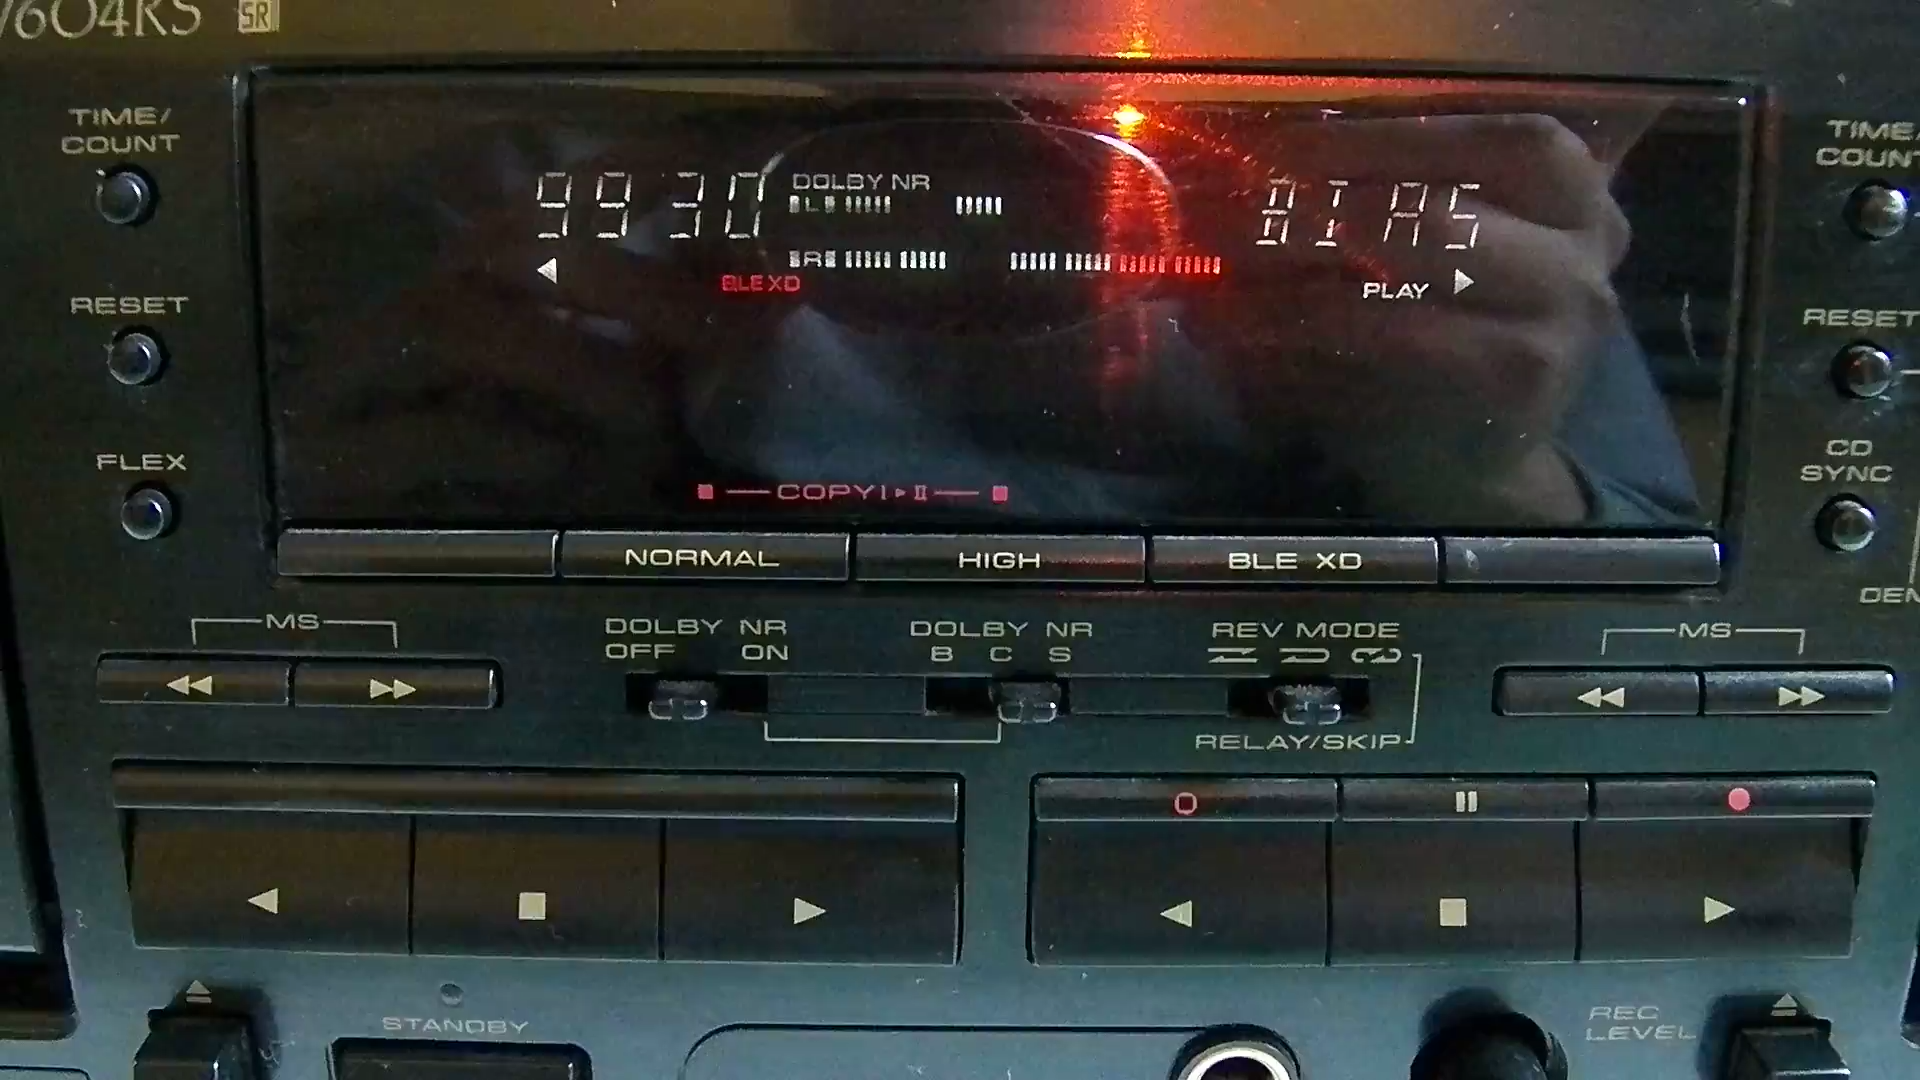 604RS SR
TIME/
COUNT
RESET
FLEX
9930
DOLBY NR
L
R
BLE XD
BIAS
PLAY
COPY I ▸ II
TIME/
COUNT
RESET
CD
SYNC
NORMAL
HIGH
BLE XD
MS
DOLBY NR
OFF ON
DOLBY NR
B C S
REV MODE
RELAY/SKIP
MS
STANDBY
REC
LEVEL